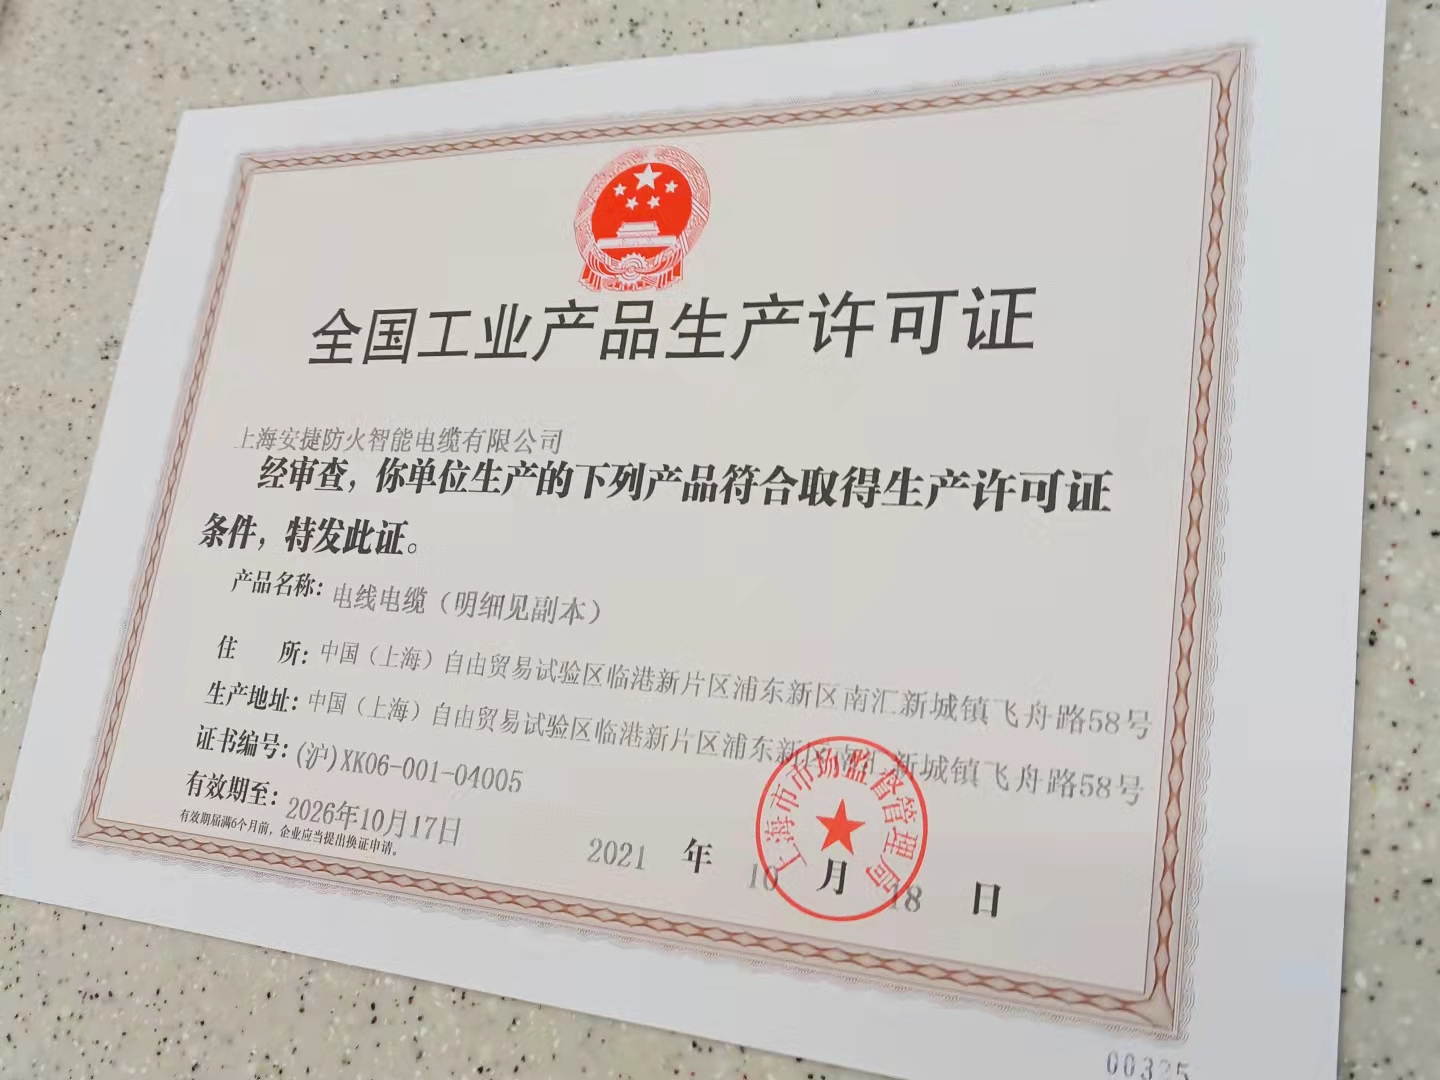 全国工业产品生产许可证
上海安捷防火智能电缆有限公司
经审查，你单位生产的下列产品符合取得生产许可证
条件，特发此证。
产品名称：电线电缆（明细见副本）
住 所：中国（上海）自由贸易试验区临港新片区浦东新区南汇新城镇飞舟路58号
生产地址：中国（上海）自由贸易试验区临港新片区浦东新区南汇新城镇飞舟路58号
证书编号：(沪)XK06-001-04005
有效期至：2026年10月17日
有效期届满6个月前，企业应当提出换证申请。
2021 年 10 月 18 日
上海市市场监督管理局
00325